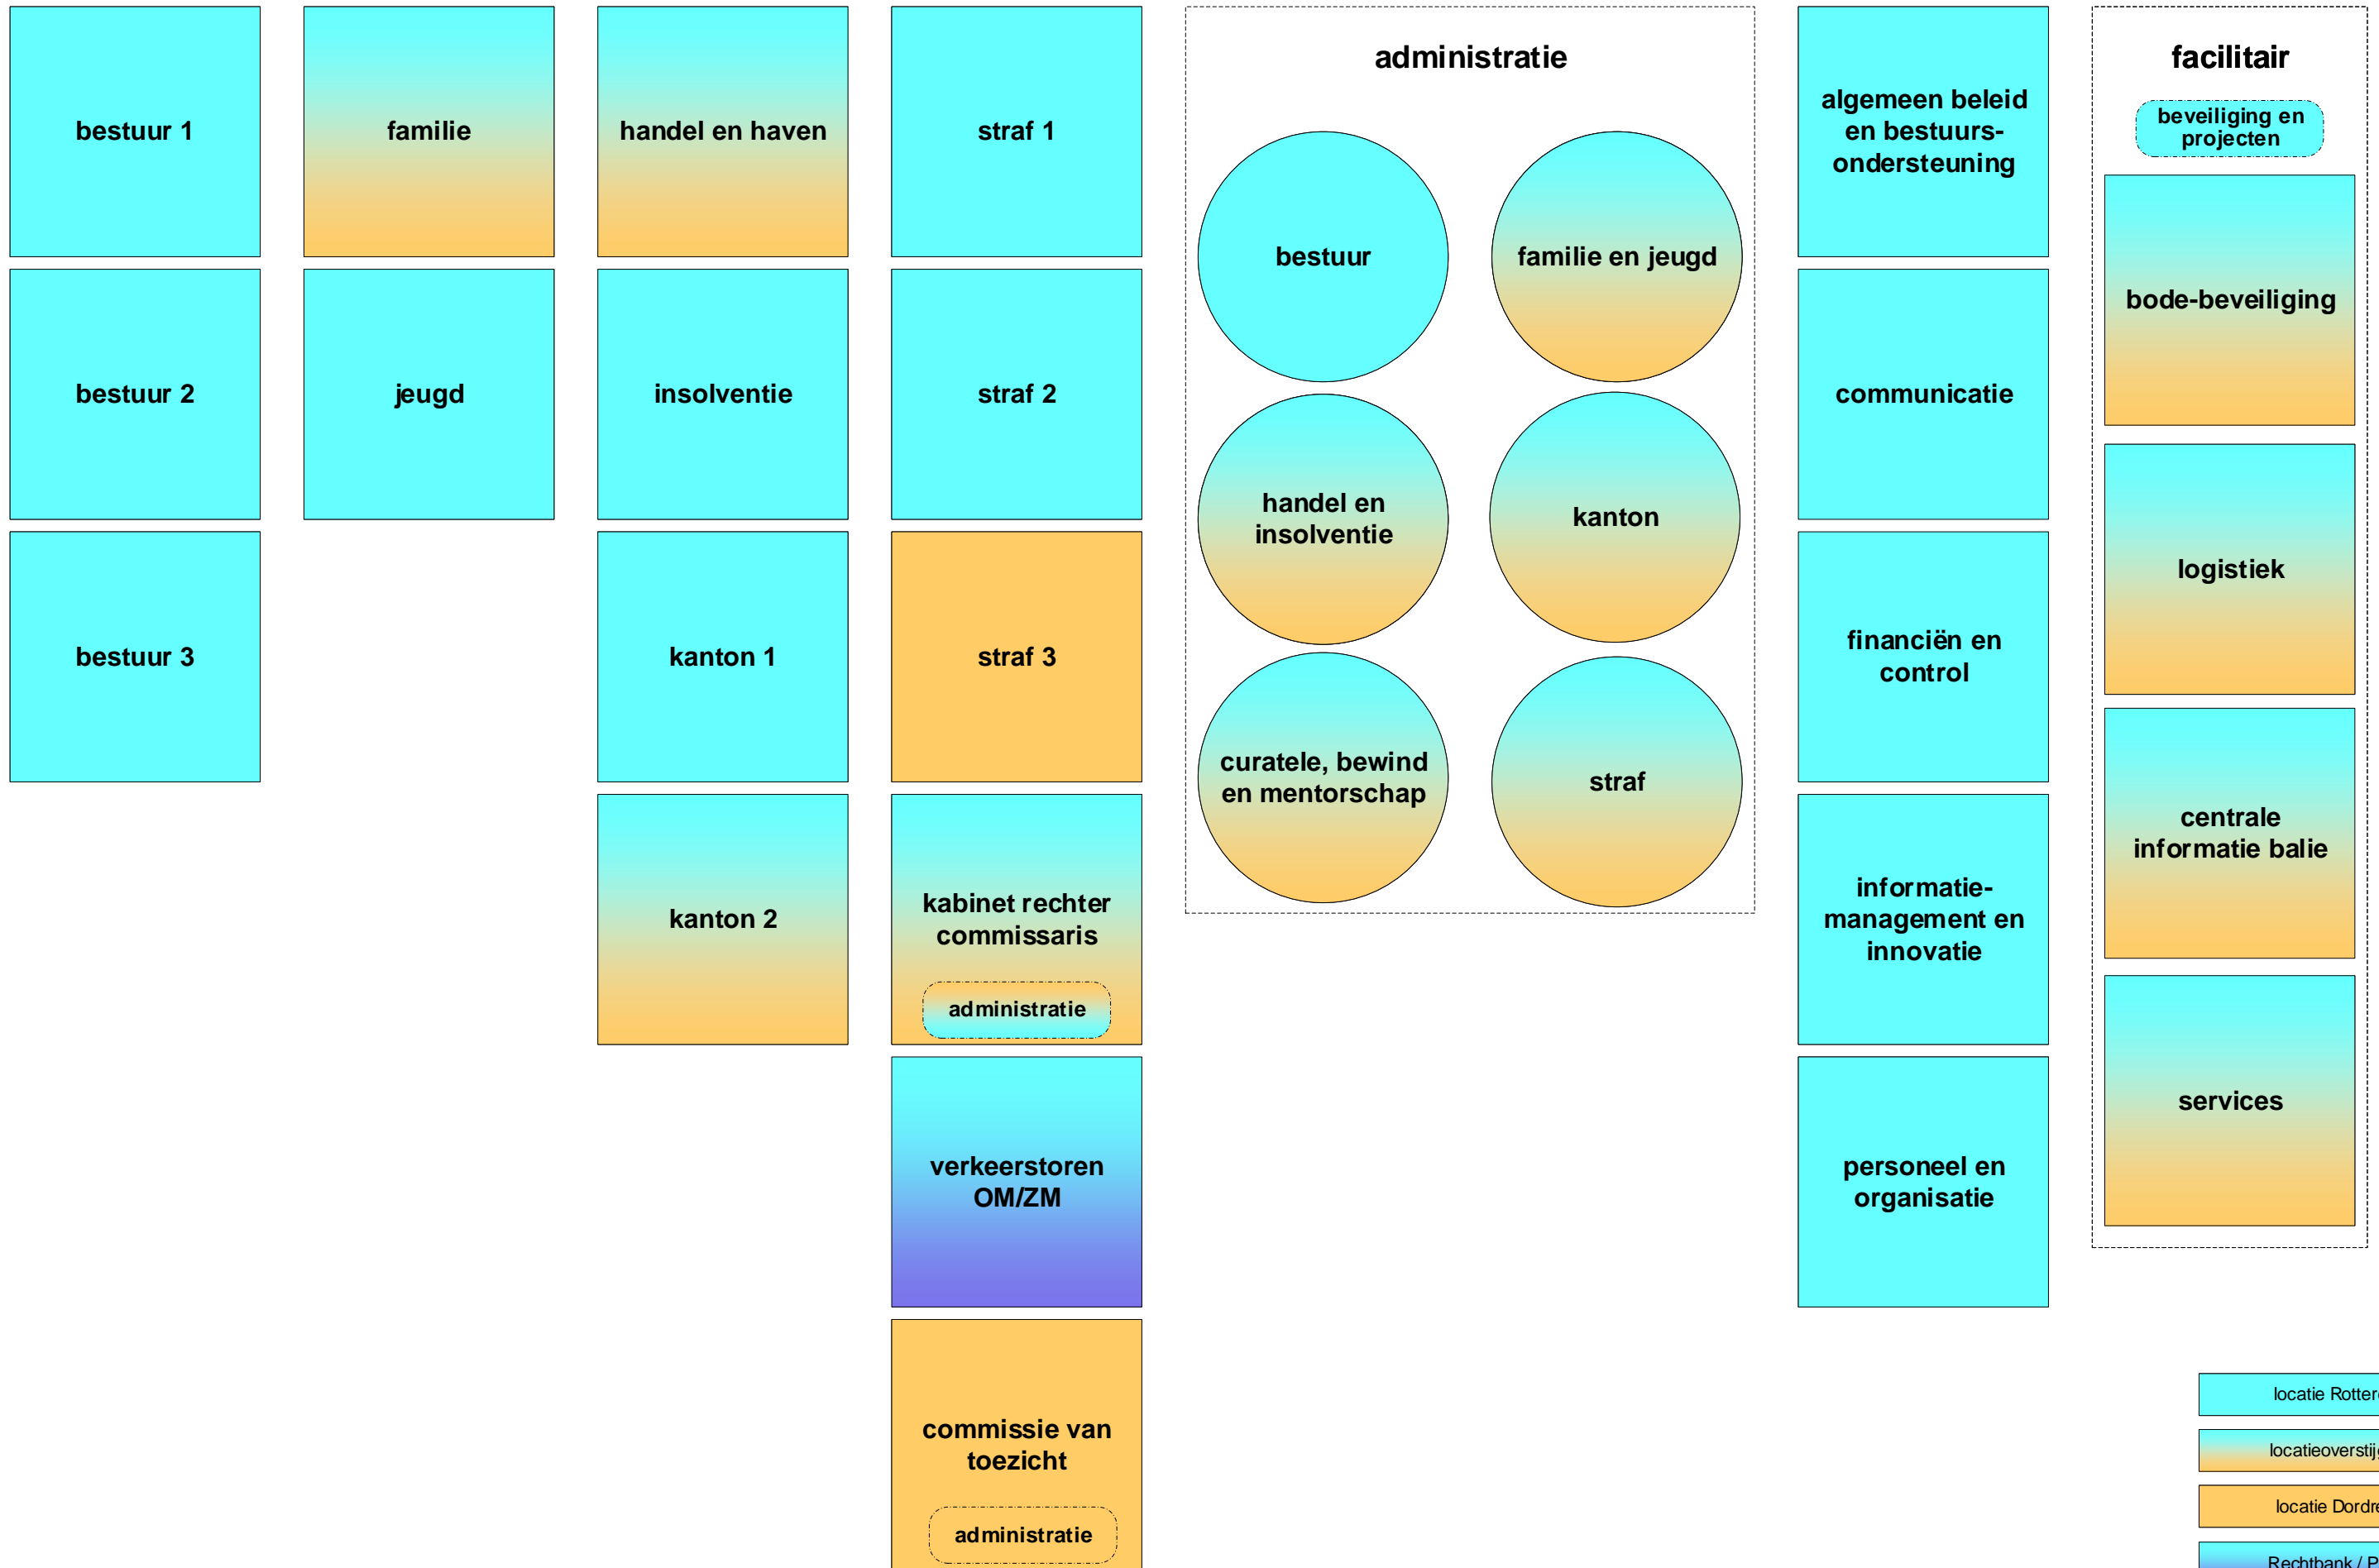 bestuur 1
bestuur 2
bestuur 3
familie
jeugd
handel en haven
insolventie
kanton 1
kanton 2
straf 1
straf 2
straf 3
kabinet rechter
commissaris
administratie
verkeerstoren
OM/ZM
commissie van
toezicht
administratie
administratie
bestuur
familie en jeugd
handel en
insolventie
kanton
curatele, bewind
en mentorschap
straf
algemeen beleid
en bestuurs-
ondersteuning
communicatie
financiën en
control
informatie-
management en
innovatie
personeel en
organisatie
facilitair
beveiliging en
projecten
bode-beveiliging
logistiek
centrale
informatie balie
services
locatie
locatie
Rechtbank /